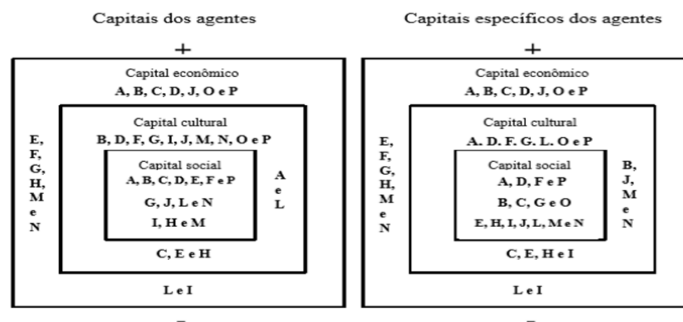 Capitais dos agentes
+
Capital econômico
A, B, C, D, J, O e P
Capital cultural
B, D, F, G, I, J, M, N, O e P
Capital social
A, B, C, D, E, F e P
G, J, L e N
I, H e M
E,
F,
G,
H,
M
e
N
A
e
L
C, E e H
L e I
-
Capitais específicos dos agentes
+
Capital econômico
A, B, C, D, J, O e P
Capital cultural
A. D. F. G. L. O e P
Capital social
A, D, F e P
B, C, G e O
E, H, I, J, L, M e N
E,
F,
G,
H,
M
e
N
B,
J,
M
e
N
C, E, H e I
L e I
-